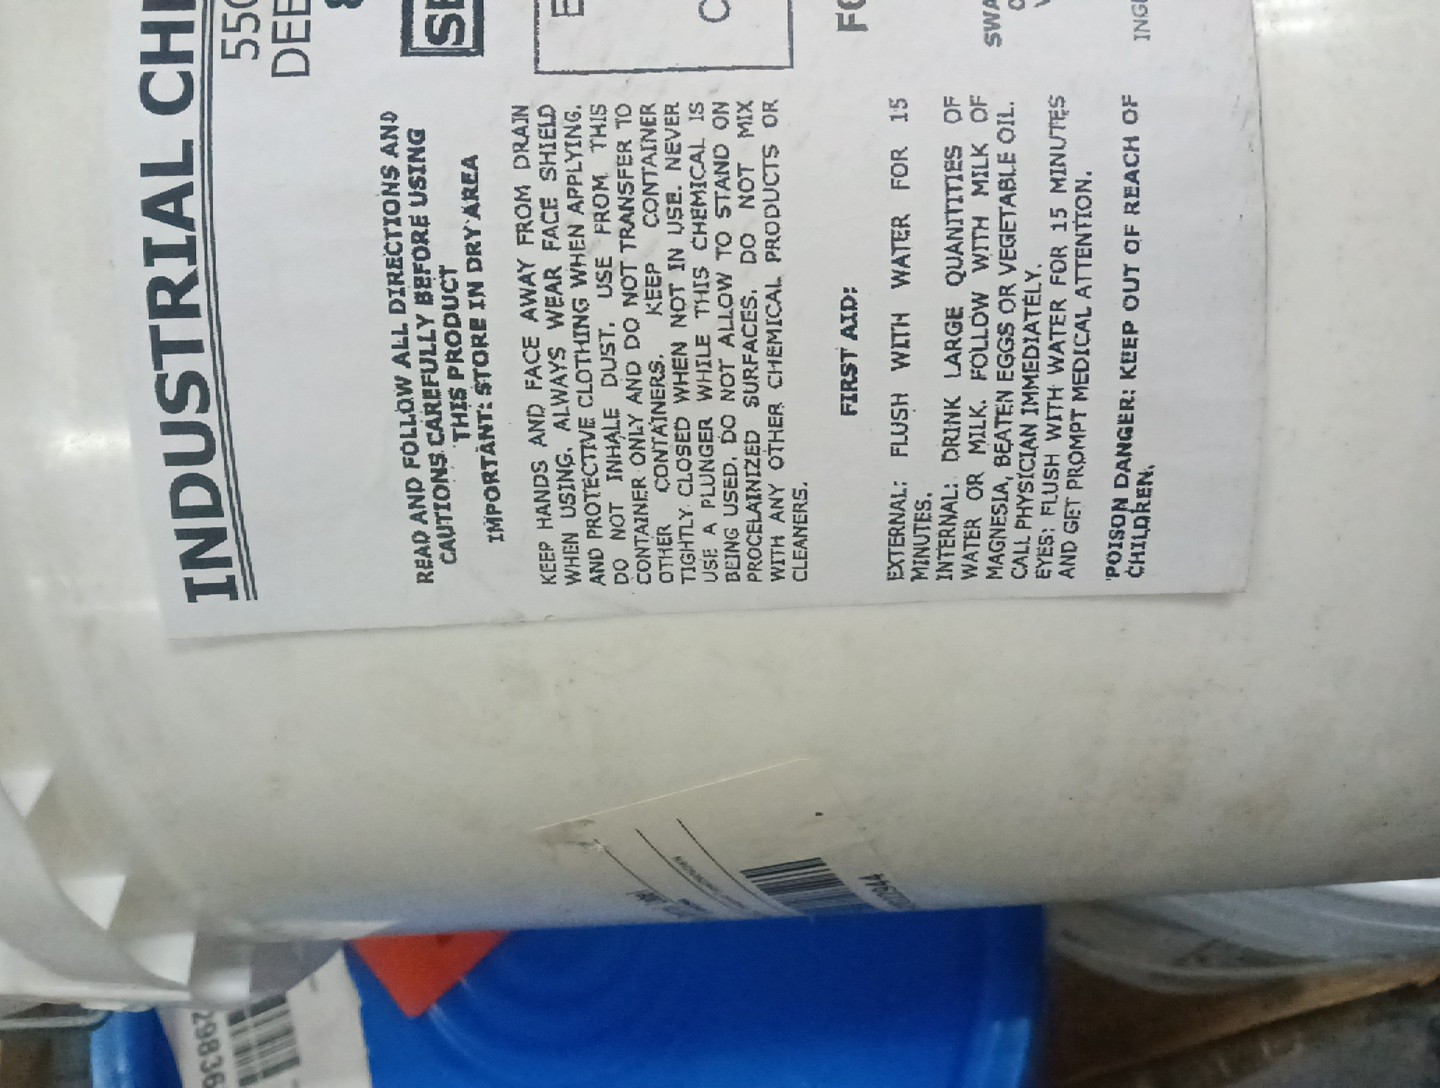 INDUSTRIAL
READ AND FOLLOW ALL DIRECTIONS AND
CAUTIONS CAREFULLY BEFORE USING
THIS PRODUCT
IMPORTANT: STORE IN DRY AREA
KEEP HANDS AND FACE AWAY FROM DRAIN
WHEN USING. ALWAYS WEAR FACE SHIELD
AND PROTECTIVE CLOTHING WHEN APPLYING.
DO NOT INHALE DUST. USE FROM THIS
CONTAINER ONLY AND DO NOT TRANSFER TO
OTHER CONTAINERS. KEEP CONTAINER
TIGHTLY CLOSED WHEN NOT IN USE. NEVER
USE A PLUNGER WHILE THIS CHEMICAL IS
BEING USED. DO NOT ALLOW TO STAND ON
PROCELAINIZED SURFACES. DO NOT MIX
WITH ANY OTHER CHEMICAL PRODUCTS OR
CLEANERS.
FIRST AID:
EXTERNAL: FLUSH WITH WATER FOR 15
MINUTES.
INTERNAL: DRINK LARGE QUANITITIES OF
WATER OR MILK. FOLLOW WITH MILK OF
MAGNESIA, BEATEN EGGS OR VEGETABLE OIL.
CALL PHYSICIAN IMMEDIATELY.
EYES: FLUSH WITH WATER FOR 15 MINUTES
AND GET PROMPT MEDICAL ATTENTION.
POISON DANGER: KEEP OUT OF REACH OF
CHILDREN.
29836